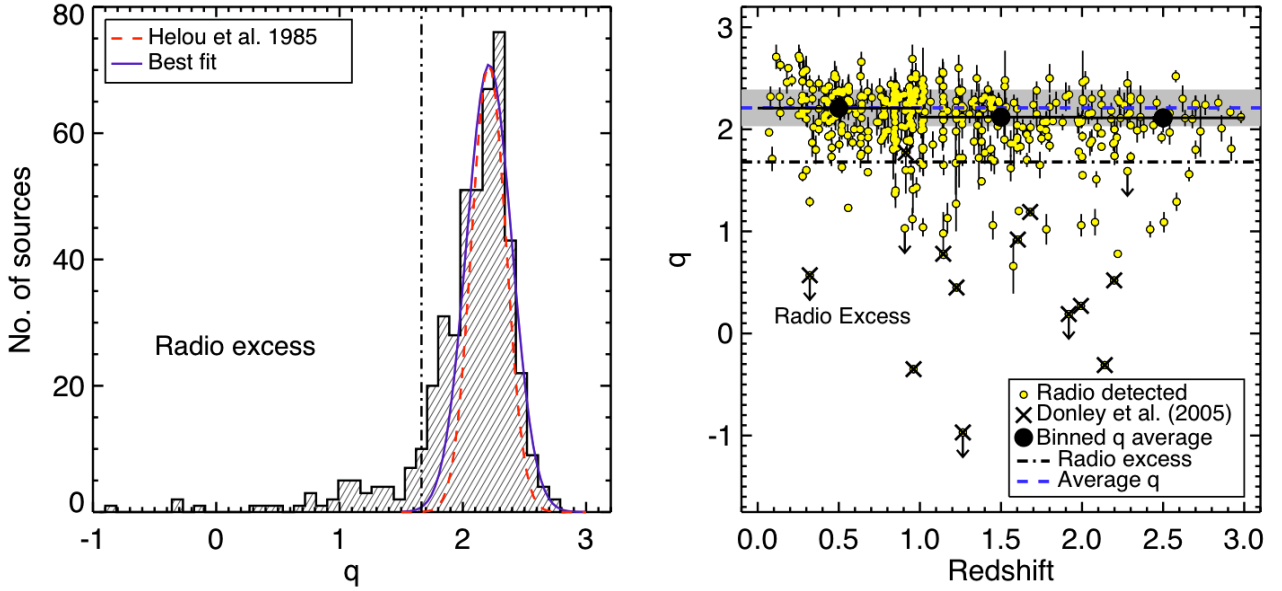 80
60
40
20
0
No. of sources
Helou et al. 1985
Best fit
Radio excess
-1
0
1
2
3
q
3
2
1
0
-1
q
Radio Excess
Radio detected
Donley et al. (2005)
Binned q average
Radio excess
Average q
0.0
0.5
1.0
1.5
2.0
2.5
3.0
Redshift